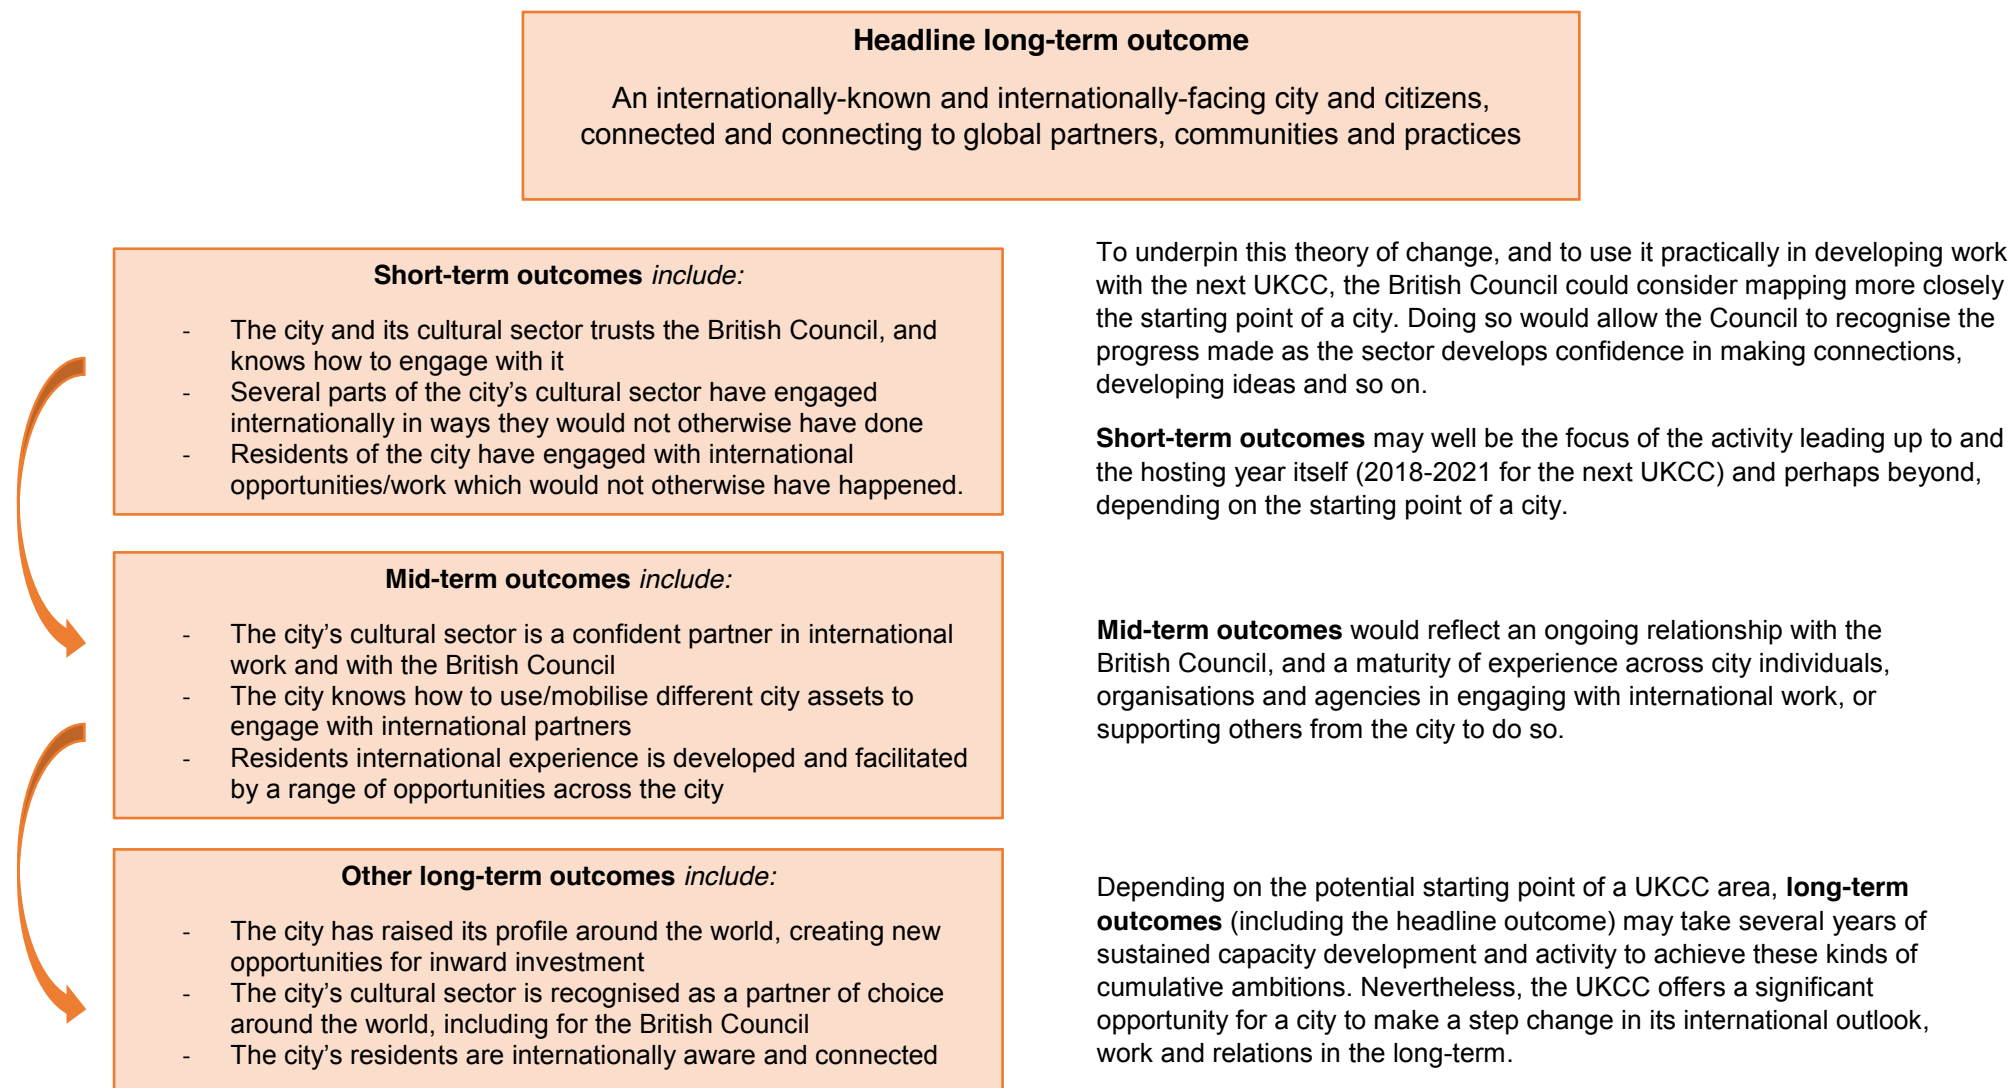 Headline long-term outcome
An internationally-known and internationally-facing city and citizens,
connected and connecting to global partners, communities and practices
Short-term outcomes include:
- The city and its cultural sector trusts the British Council, and
knows how to engage with it
- Several parts of the city’s cultural sector have engaged
internationally in ways they would not otherwise have done
- Residents of the city have engaged with international
opportunities/work which would not otherwise have happened.
Mid-term outcomes include:
- The city’s cultural sector is a confident partner in international
work and with the British Council
- The city knows how to use/mobilise different city assets to
engage with international partners
- Residents international experience is developed and facilitated
by a range of opportunities across the city
Other long-term outcomes include:
- The city has raised its profile around the world, creating new
opportunities for inward investment
- The city’s cultural sector is recognised as a partner of choice
around the world, including for the British Council
- The city’s residents are internationally aware and connected
To underpin this theory of change, and to use it practically in developing work
with the next UKCC, the British Council could consider mapping more closely
the starting point of a city. Doing so would allow the Council to recognise the
progress made as the sector develops confidence in making connections,
developing ideas and so on.
Short-term outcomes may well be the focus of the activity leading up to and
the hosting year itself (2018-2021 for the next UKCC) and perhaps beyond,
depending on the starting point of a city.
Mid-term outcomes would reflect an ongoing relationship with the
British Council, and a maturity of experience across city individuals,
organisations and agencies in engaging with international work, or
supporting others from the city to do so.
Depending on the potential starting point of a UKCC area, long-term
outcomes (including the headline outcome) may take several years of
sustained capacity development and activity to achieve these kinds of
cumulative ambitions. Nevertheless, the UKCC offers a significant
opportunity for a city to make a step change in its international outlook,
work and relations in the long-term.